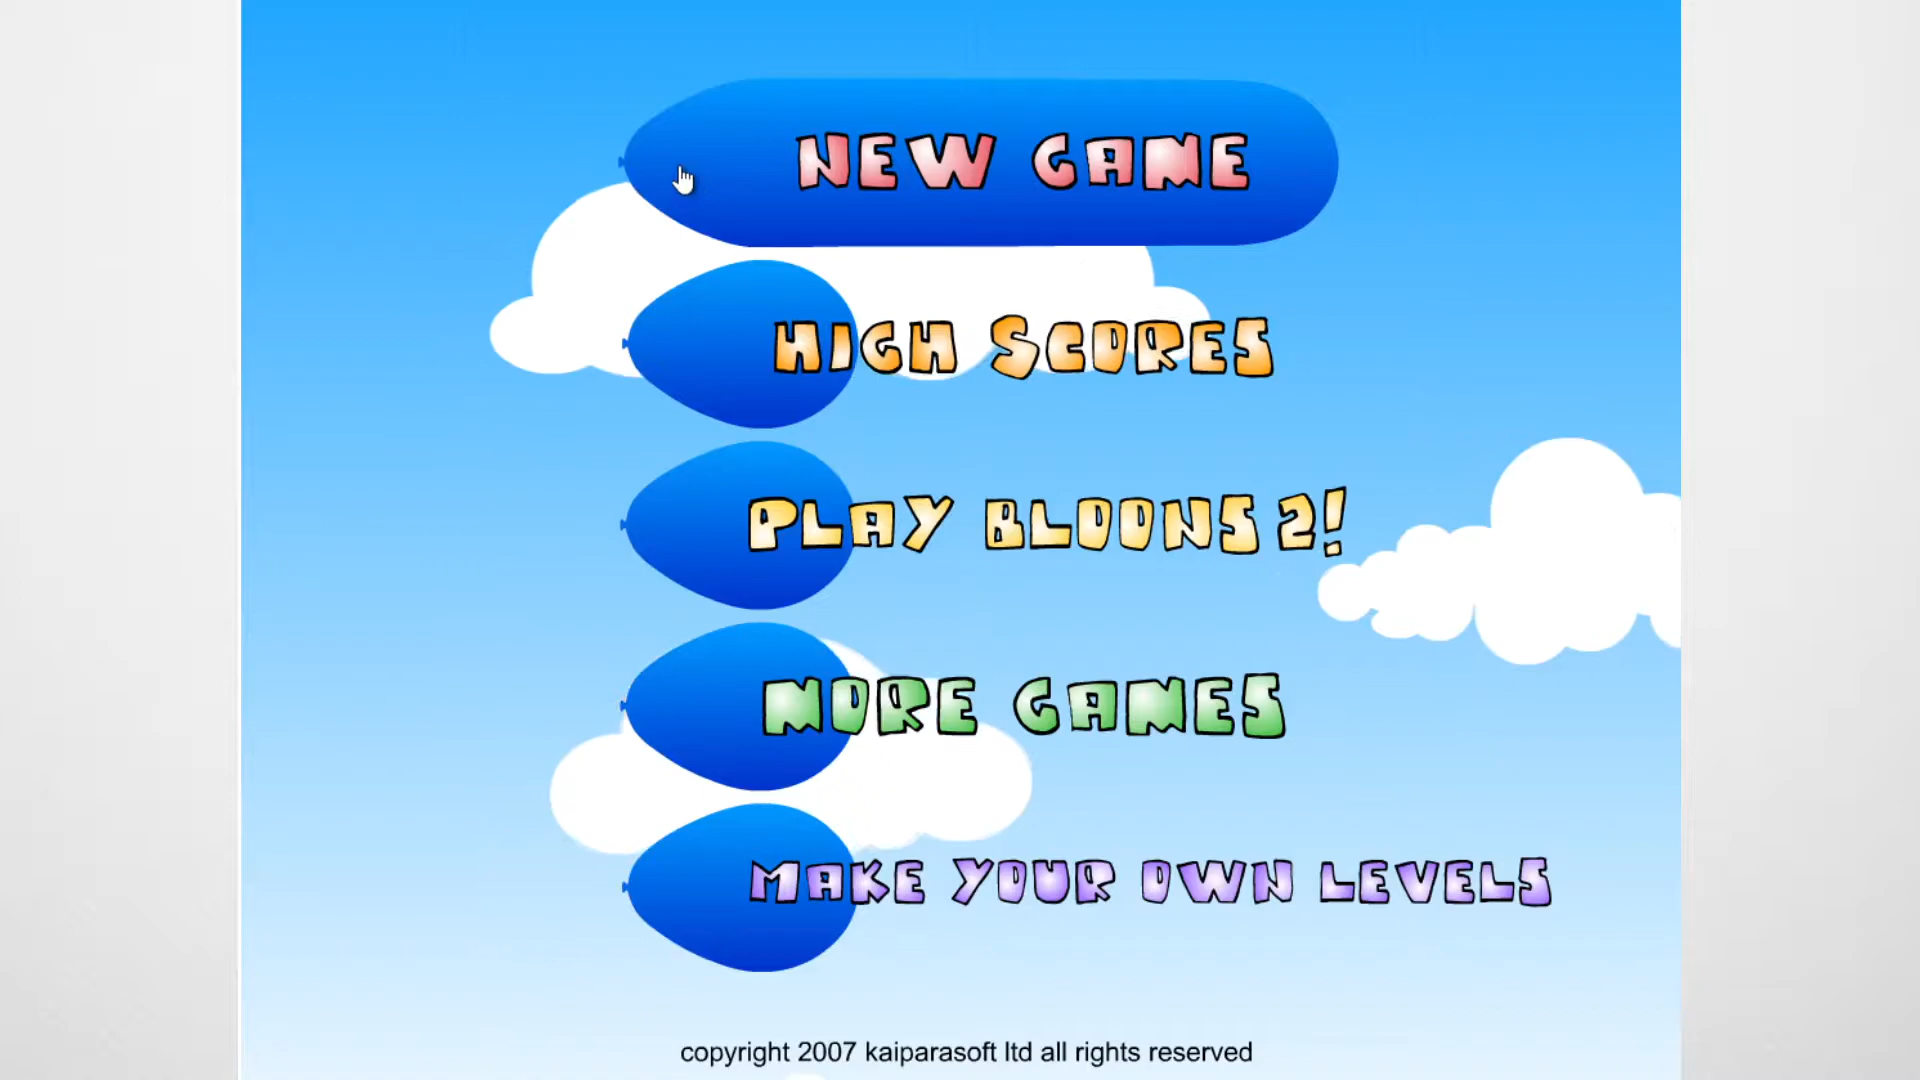 NEW GAME
HIGH SCORES
PLAY BLOONS 2!
MORE GAMES
MAKE YOUR OWN LEVELS
copyright 2007 kaiparasoft ltd all rights reserved